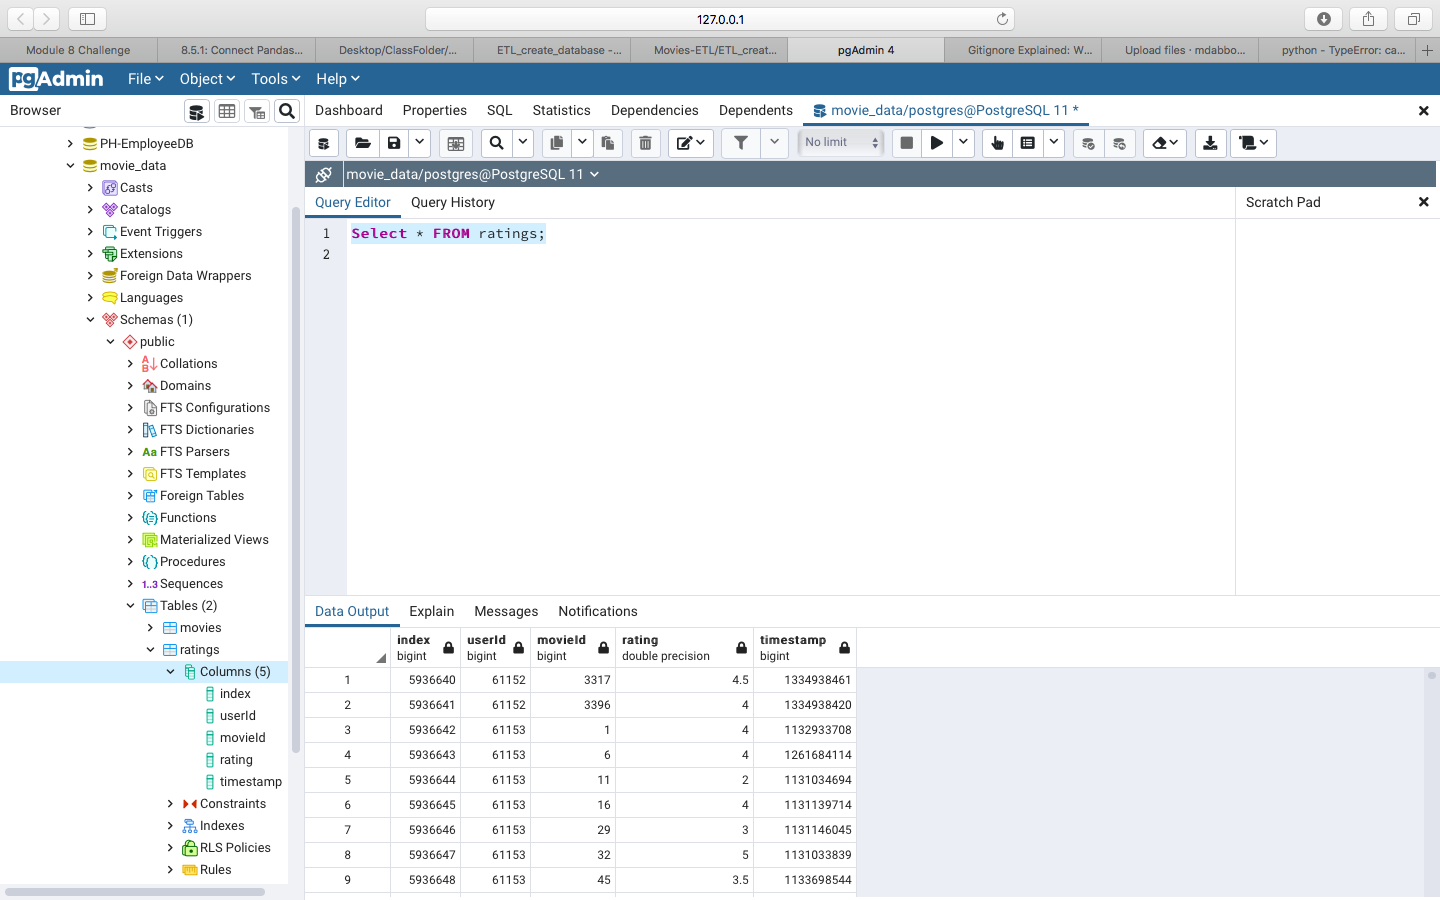 127.0.0.1
Module 8 Challenge
8.5.1: Connect Pandas...
Desktop/ClassFolder/...
ETL_create_database -...
Movies-ETL/ETL_creat...
pgAdmin 4
Gitignore Explained: W...
Upload files · mdabbo...
python - TypeError: ca...
pgAdmin File Object Tools Help
Browser
Dashboard Properties SQL Statistics Dependencies Dependents movie_data/postgres@PostgreSQL 11 *
No limit
movie_data/postgres@PostgreSQL 11
Query Editor Query History
Scratch Pad
1 Select * FROM ratings;
2
PH-EmployeeDB
movie_data
Casts
Catalogs
Event Triggers
Extensions
Foreign Data Wrappers
Languages
Schemas (1)
public
Collations
Domains
FTS Configurations
FTS Dictionaries
Aa FTS Parsers
FTS Templates
Foreign Tables
Functions
Materialized Views
Procedures
1..3 Sequences
Tables (2)
movies
ratings
Columns (5)
index
userId
movieId
rating
timestamp
Constraints
Indexes
RLS Policies
Rules
Data Output Explain Messages Notifications
index userId movieId rating timestamp
bigint bigint bigint double precision bigint
1 5936640 61152 3317 4.5 1334938461
2 5936641 61152 3396 4 1334938420
3 5936642 61153 1 4 1132933708
4 5936643 61153 6 4 1261684114
5 5936644 61153 11 2 1131034694
6 5936645 61153 16 4 1131139714
7 5936646 61153 29 3 1131146045
8 5936647 61153 32 5 1131033839
9 5936648 61153 45 3.5 1133698544